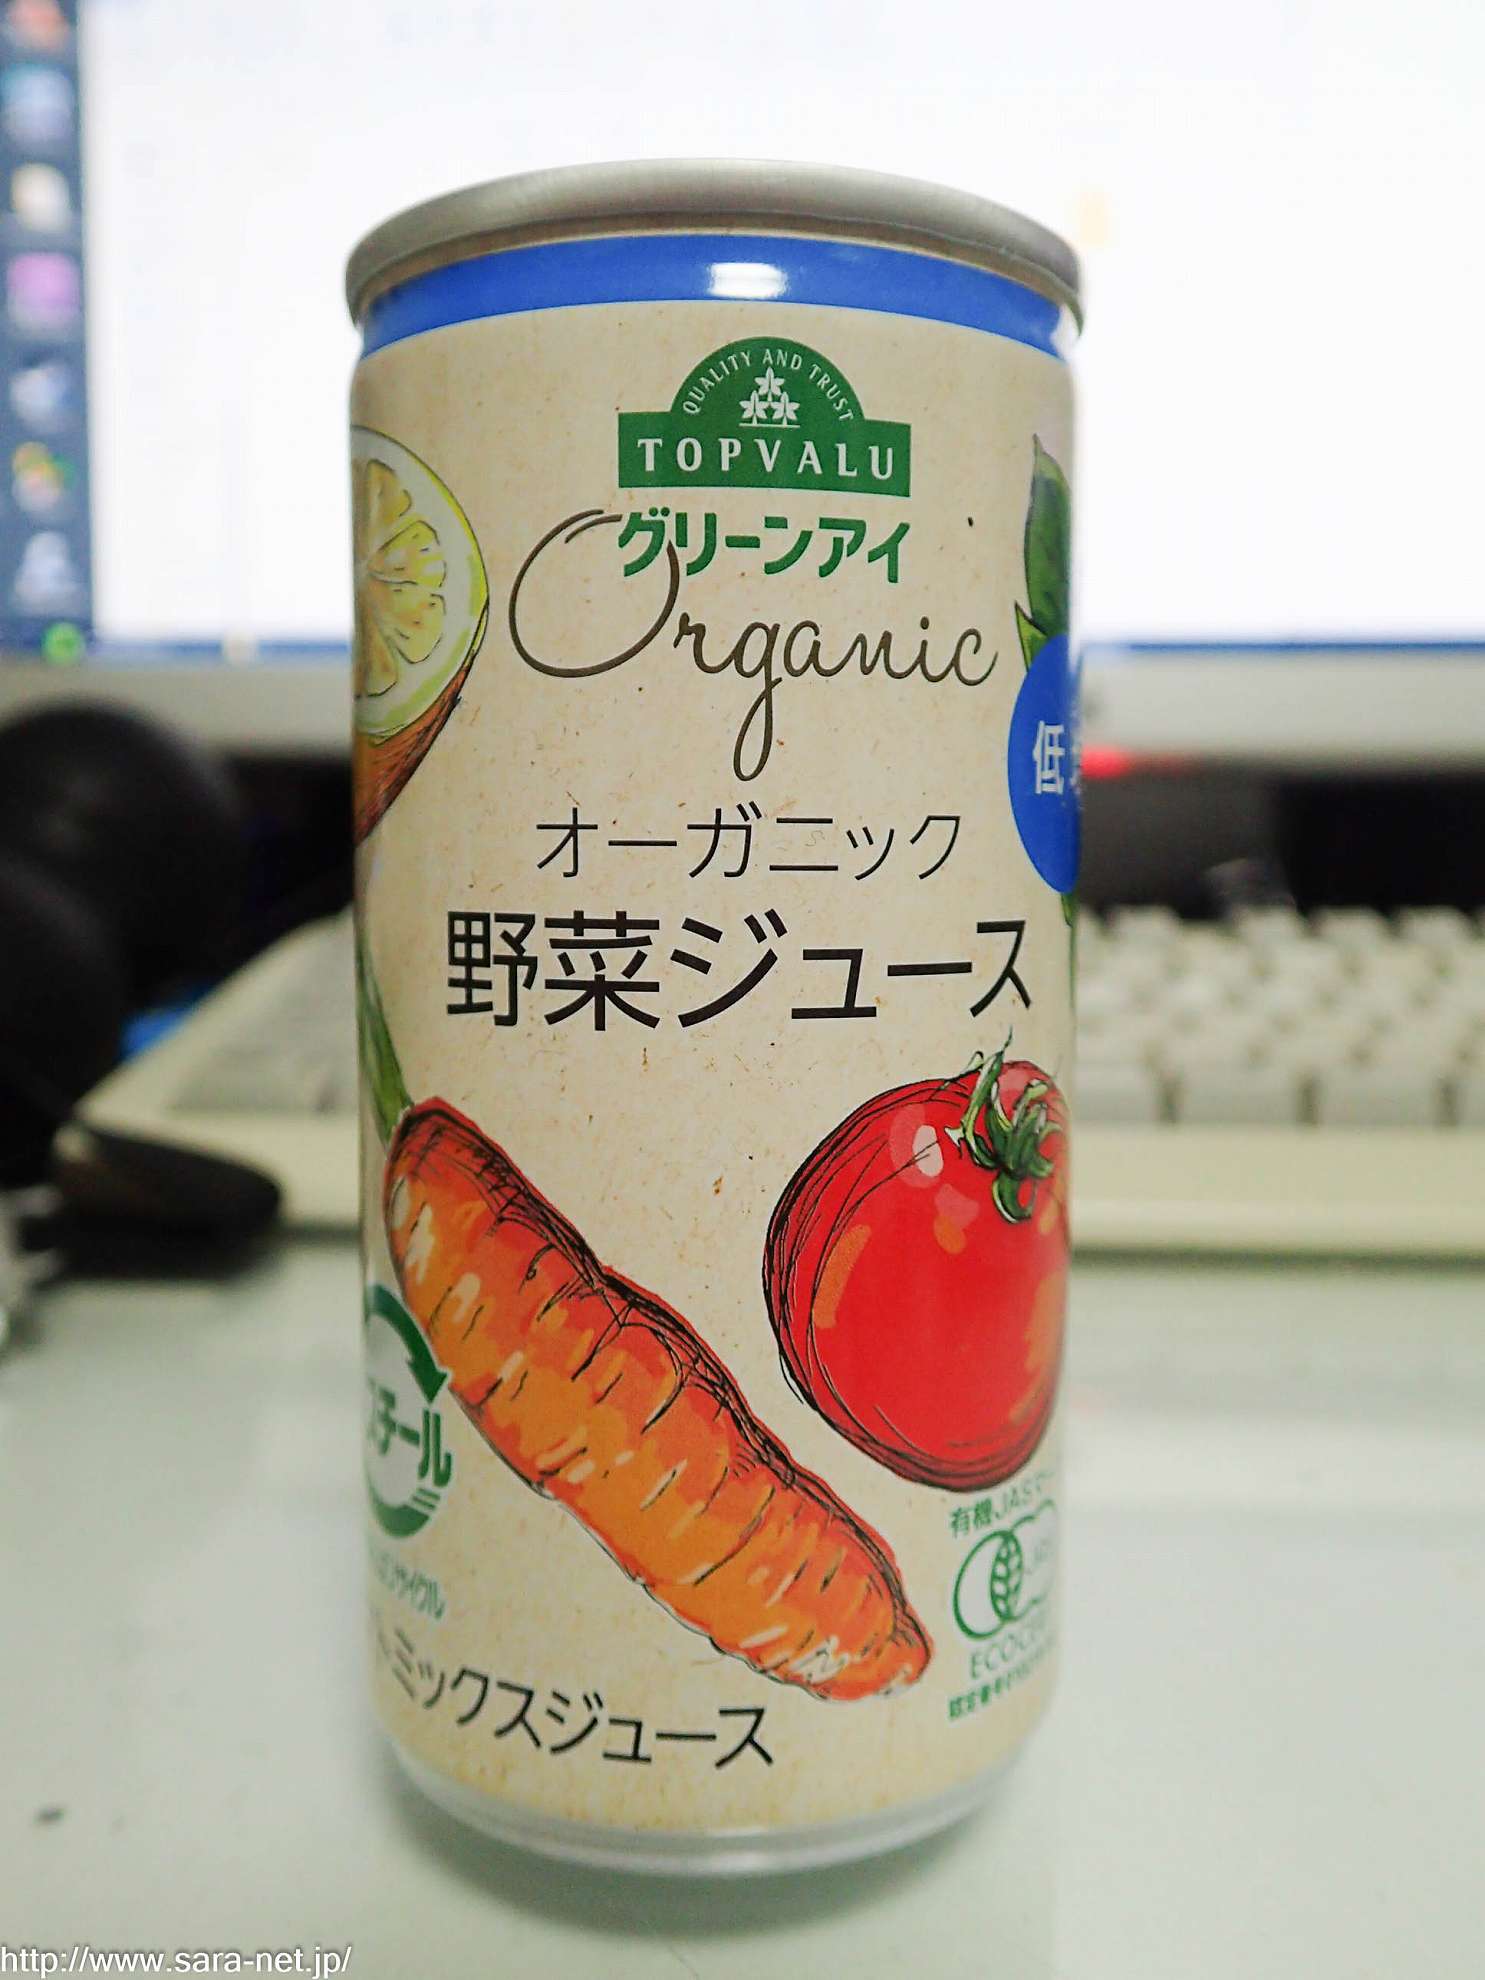 QUALITY AND TRUST
TOPVALU
グリーンアイ
Organic
オーガニック
野菜ジュース
低
有機JASマーク
スチール
ミックスジュース
http://www.sara-net.jp/